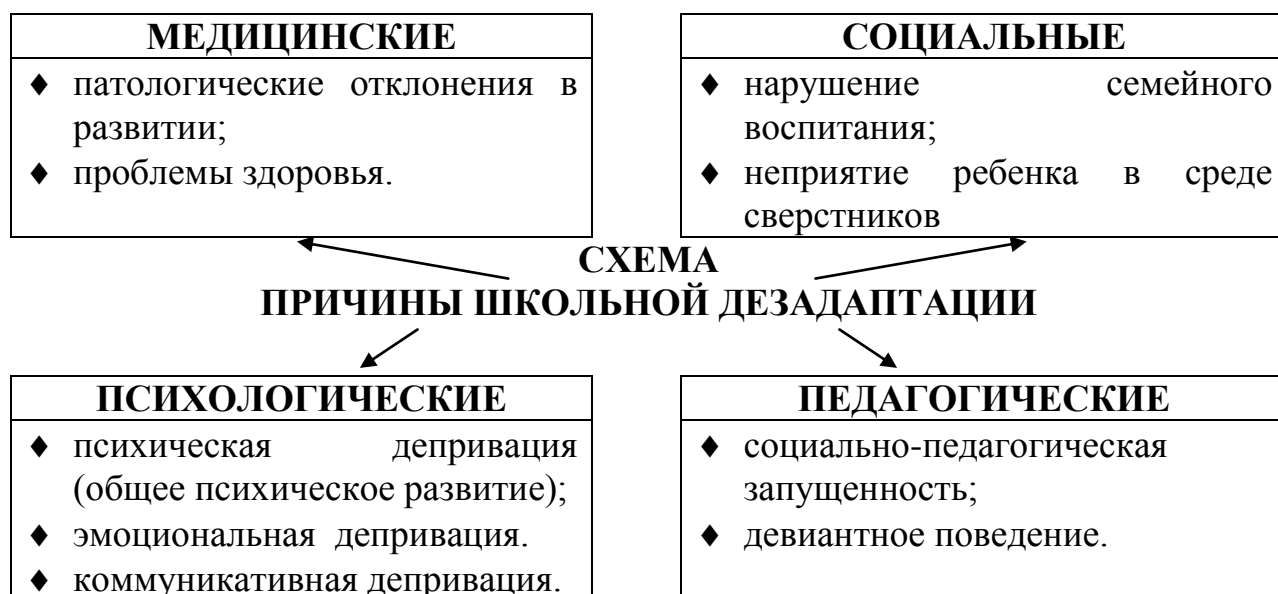 МЕДИЦИНСКИЕ
♦ патологические отклонения в
развитии;
♦ проблемы здоровья.
СОЦИАЛЬНЫЕ
♦ нарушение семейного
воспитания;
♦ неприятие ребенка в среде
сверстников
СХЕМА
ПРИЧИНЫ ШКОЛЬНОЙ ДЕЗАДАПТАЦИИ
ПСИХОЛОГИЧЕСКИЕ
♦ психическая депривация
(общее психическое развитие);
♦ эмоциональная депривация.
♦ коммуникативная депривация.
ПЕДАГОГИЧЕСКИЕ
♦ социально-педагогическая
запущенность;
♦ девиантное поведение.